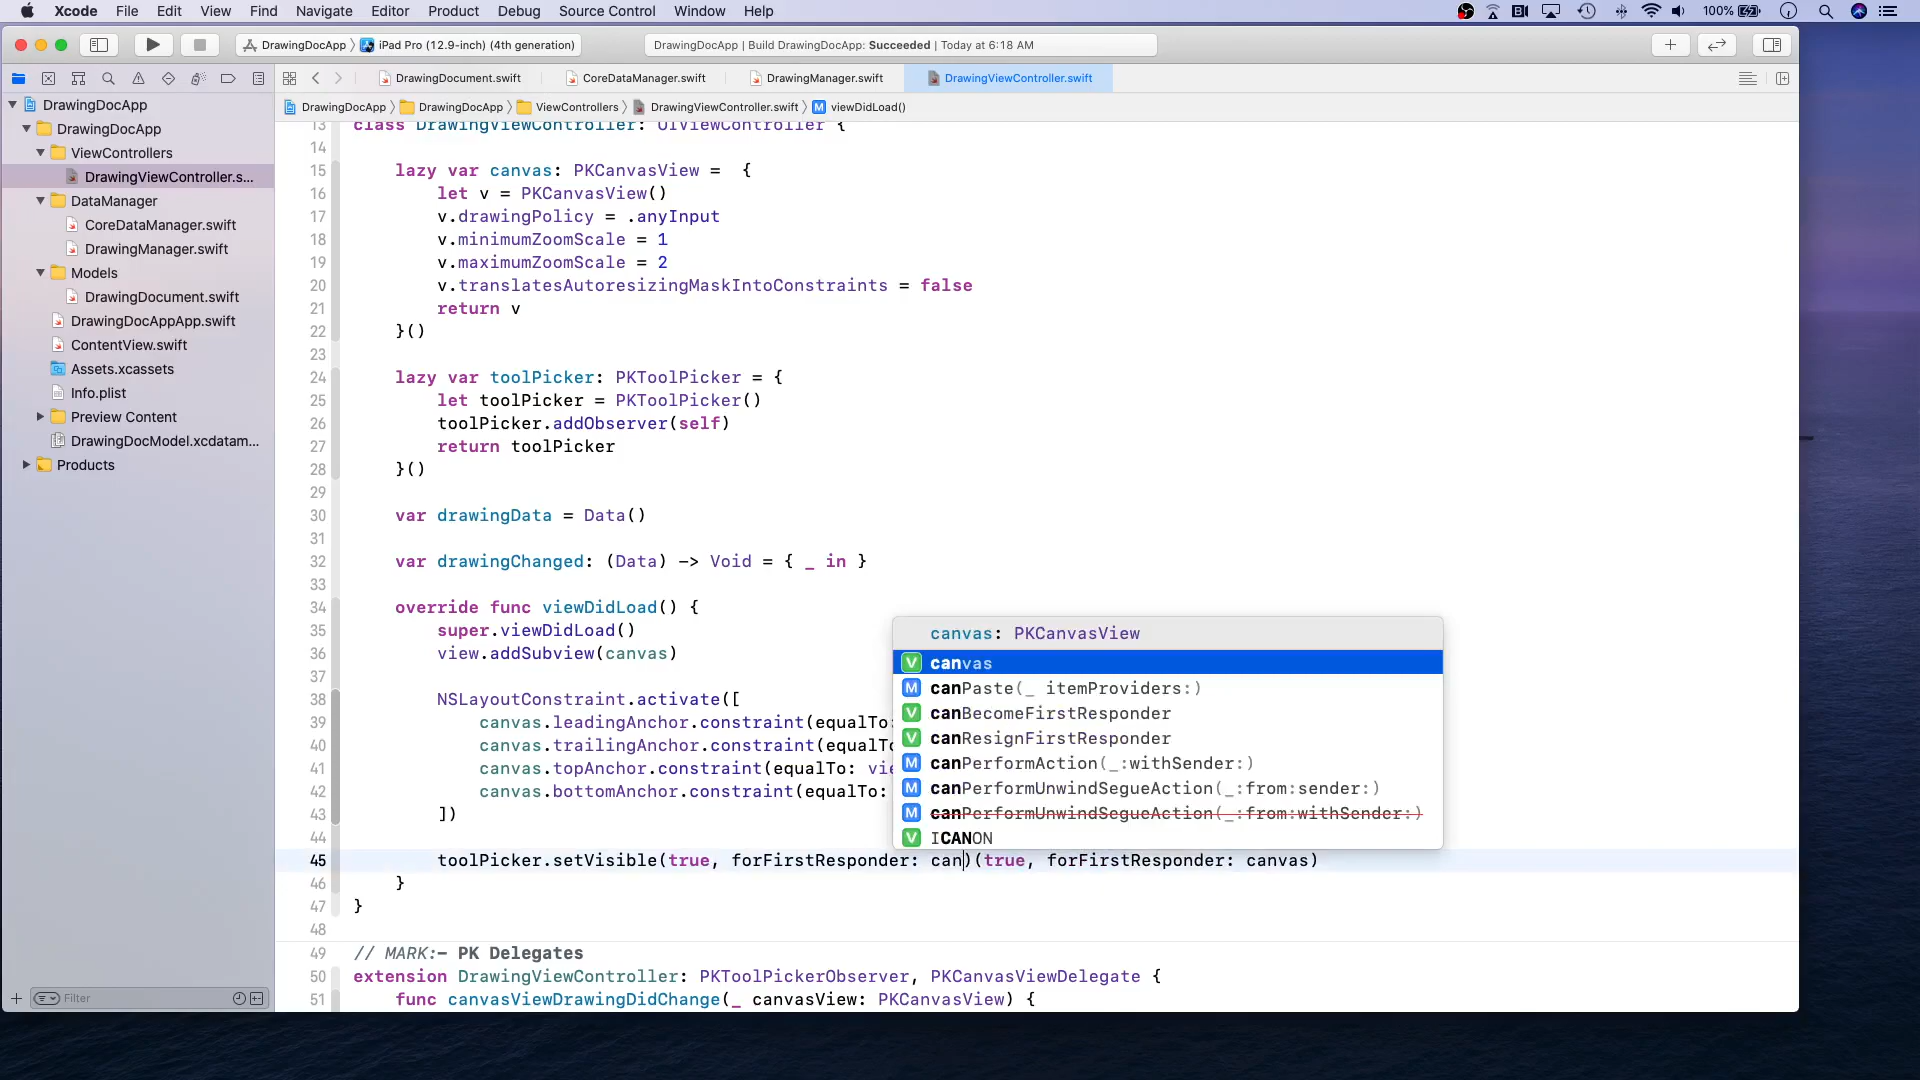 Xcode File Edit View Find Navigate Editor Product Debug Source Control Window Help 100%
DrawingDocApp iPad Pro (12.9-inch) (4th generation) DrawingDocApp | Build DrawingDocApp: Succeeded | Today at 6:18 AM
DrawingDocument.swift CoreDataManager.swift DrawingManager.swift DrawingViewController.swift
DrawingDocApp DrawingDocApp ViewControllers DrawingViewController.swift M viewDidLoad()
DrawingDocApp
DrawingDocApp
ViewControllers
DrawingViewController.s...
DataManager
CoreDataManager.swift
DrawingManager.swift
Models
DrawingDocument.swift
DrawingDocAppApp.swift
ContentView.swift
Assets.xcassets
Info.plist
Preview Content
DrawingDocModel.xcdatam...
Products
Filter
13 class DrawingViewController: UIViewController {
14
15 lazy var canvas: PKCanvasView = {
16 let v = PKCanvasView()
17 v.drawingPolicy = .anyInput
18 v.minimumZoomScale = 1
19 v.maximumZoomScale = 2
20 v.translatesAutoresizingMaskIntoConstraints = false
21 return v
22 }()
23
24 lazy var toolPicker: PKToolPicker = {
25 let toolPicker = PKToolPicker()
26 toolPicker.addObserver(self)
27 return toolPicker
28 }()
29
30 var drawingData = Data()
31
32 var drawingChanged: (Data) -> Void = { _ in }
33
34 override func viewDidLoad() {
35 super.viewDidLoad()
36 view.addSubview(canvas)
37
38 NSLayoutConstraint.activate([
39 canvas.leadingAnchor.constraint(equalTo:
40 canvas.trailingAnchor.constraint(equalTo
41 canvas.topAnchor.constraint(equalTo: vie
42 canvas.bottomAnchor.constraint(equalTo:
43 ])
44
45 toolPicker.setVisible(true, forFirstResponder: can)(true, forFirstResponder: canvas)
46 }
47 }
48
49 // MARK:- PK Delegates
50 extension DrawingViewController: PKToolPickerObserver, PKCanvasViewDelegate {
51 func canvasViewDrawingDidChange(_ canvasView: PKCanvasView) {
canvas: PKCanvasView
V canvas
M canPaste(_ itemProviders:)
V canBecomeFirstResponder
V canResignFirstResponder
M canPerformAction(_:withSender:)
M canPerformUnwindSegueAction(_:from:sender:)
M canPerformUnwindSegueAction(_:from:withSender:)
V ICANON